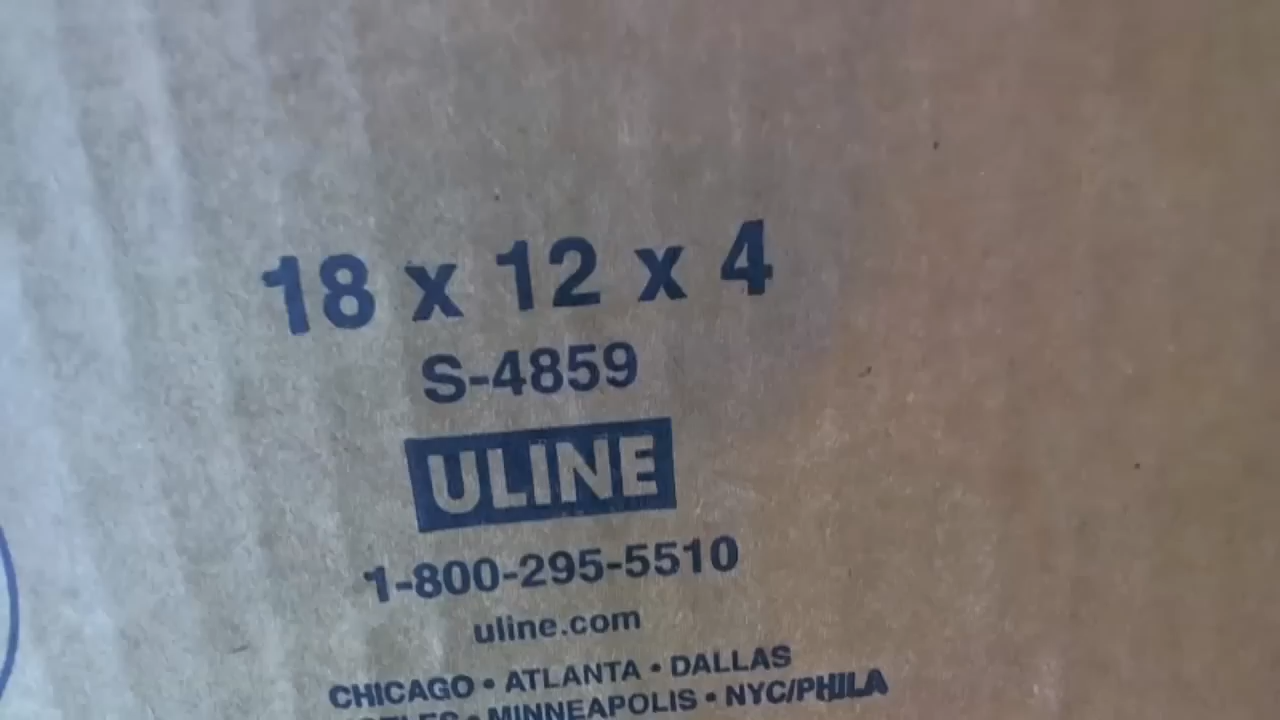 18 x 12 x 4
S-4859
ULINE
1-800-295-5510
uline.com
CHICAGO • ATLANTA • DALLAS
• MINNEAPOLIS • NYC/PHILA